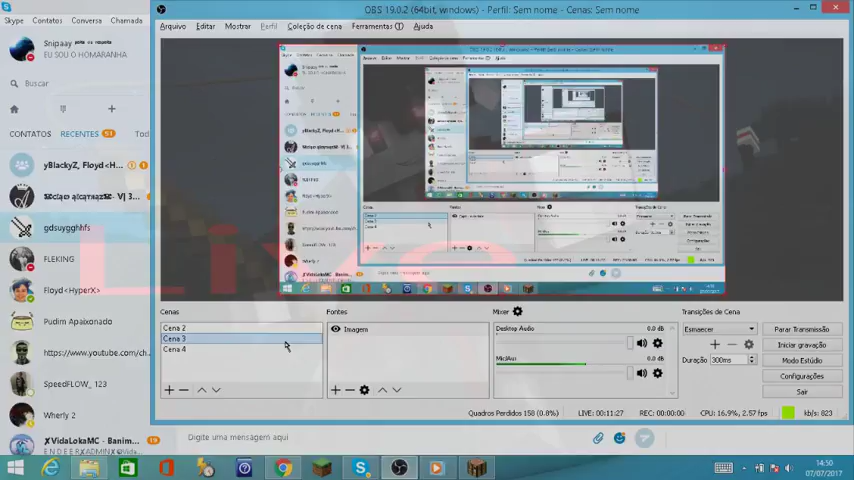 OBS 19.0.2 (64bit, windows) - Perfil: Sem nome - Cenas: Sem nome
Skype Contatos Conversa Chamada
Arquivo Editar Mostrar Perfil Coleção de cena Ferramentas (T) Ajuda
Snipaay
EU SOU O HOMARANHA
Buscar
CONTATOS RECENTES 51 Tod
yBlackyZ, Floyd<H...
gdsuygghhfs
FLEKING
Floyd<HyperX>
Pudim Apaixonado
https://www.youtube.com/ch...
SpeedFLOW_ 123
Wherly 2
✗VidaLokaMC - Banim... 19
Live
Cenas
Cena 2
Cena 3
Cena 4
Fontes
Imagem
Mixer
Desktop Audio 0.0 dB
Mic/Aux 0.0 dB
Transições de Cena
Esmaecer
Duração 300ms
Parar Transmissão
Iniciar gravação
Modo Estúdio
Configurações
Sair
Quadros Perdidos 158 (0.8%) LIVE: 00:11:27 REC: 00:00:00 CPU: 16.9%, 2.57 fps kb/s: 823
Digite uma mensagem aqui
14:50
07/07/2017